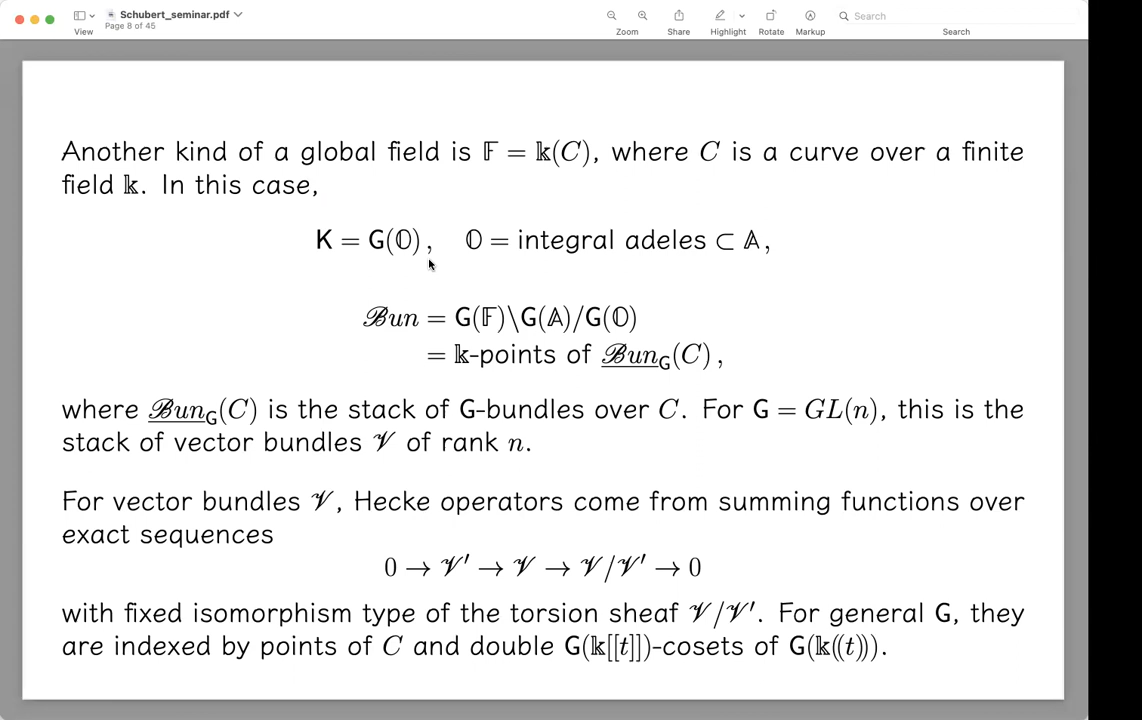 Schubert_seminar.pdf
Page 8 of 45
View
Zoom
Share
Highlight
Rotate
Markup
Search
Search
Another kind of a global field is 𝔽 = 𝕜(C), where C is a curve over a finite
field 𝕜. In this case,
K = G(𝕆), 𝕆 = integral adeles ⊂ 𝔸,
ℬun = G(𝔽)\G(𝔸)/G(𝕆)
= 𝕜-points of ℬun_G(C),
where ℬun_G(C) is the stack of G-bundles over C. For G = GL(n), this is the
stack of vector bundles 𝒱 of rank n.
For vector bundles 𝒱, Hecke operators come from summing functions over
exact sequences
0 → 𝒱′ → 𝒱 → 𝒱/𝒱′ → 0
with fixed isomorphism type of the torsion sheaf 𝒱/𝒱′. For general G, they
are indexed by points of C and double G(𝕜[[t]])-cosets of G(𝕜((t))).